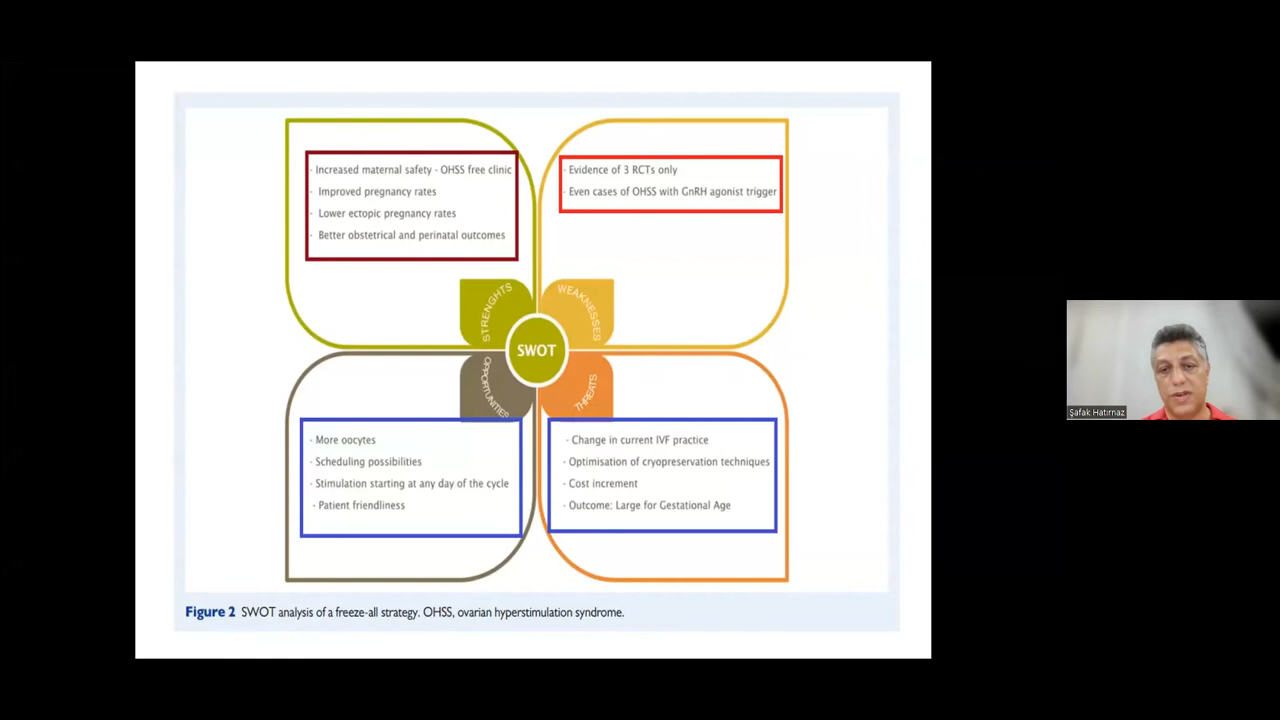 - Increased maternal safety - OHSS free clinic
- Improved pregnancy rates
- Lower ectopic pregnancy rates
- Better obstetrical and perinatal outcomes
- Evidence of 3 RCTs only
- Even cases of OHSS with GnRH agonist trigger
STRENGHTS
WEAKNESSES
SWOT
OPPORTUNITIES
THREATS
- More oocytes
- Scheduling possibilities
- Stimulation starting at any day of the cycle
- Patient friendliness
- Change in current IVF practice
- Optimisation of cryopreservation techniques
- Cost increment
- Outcome: Large for Gestational Age
Figure 2 SWOT analysis of a freeze-all strategy. OHSS, ovarian hyperstimulation syndrome.
Şafak Hatırnaz